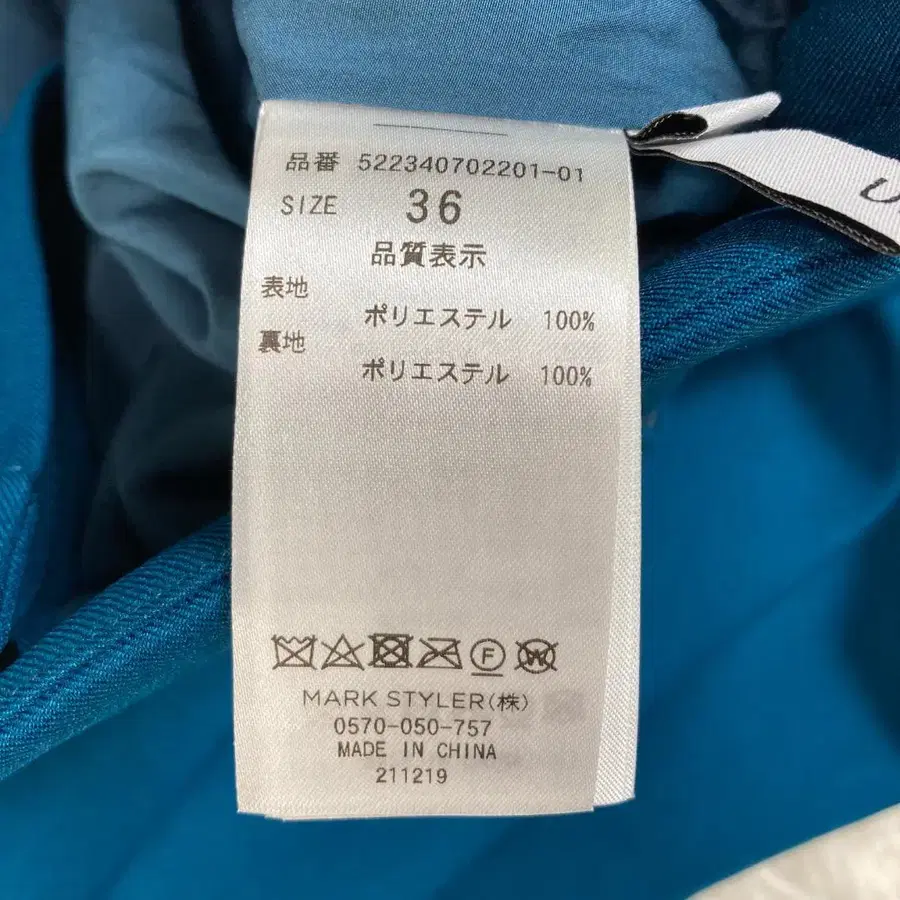 品番 522340702201-01
SIZE 36
品質表示
表地
ポリエステル 100%
裏地
ポリエステル 100%
F W
MARK STYLER(株)
0570-050-757
MADE IN CHINA
211219